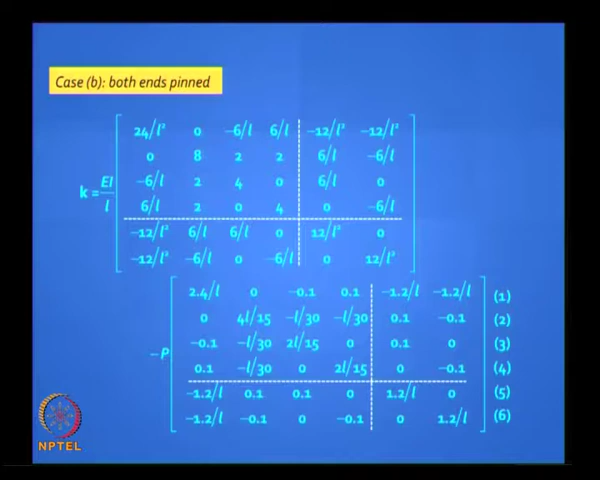 Case (b): both ends pinned
24/l² 0 -6/l 6/l -12/l² -12/l²
0 8 2 2 6/l -6/l
k = EI/l -6/l 2 4 0 6/l 0
6/l 2 0 4 0 -6/l
-12/l² 6/l 6/l 0 12/l² 0
-12/l² -6/l 0 -6/l 0 12/l²
2.4/l 0 -0.1 0.1 -1.2/l -1.2/l (1)
0 4l/15 -l/30 -l/30 0.1 -0.1 (2)
-0.1 -l/30 2l/15 0 0.1 0 (3)
-P 0.1 -l/30 0 2l/15 0 -0.1 (4)
-1.2/l 0.1 0.1 0 1.2/l 0 (5)
-1.2/l -0.1 0 -0.1 0 1.2/l (6)
NPTEL